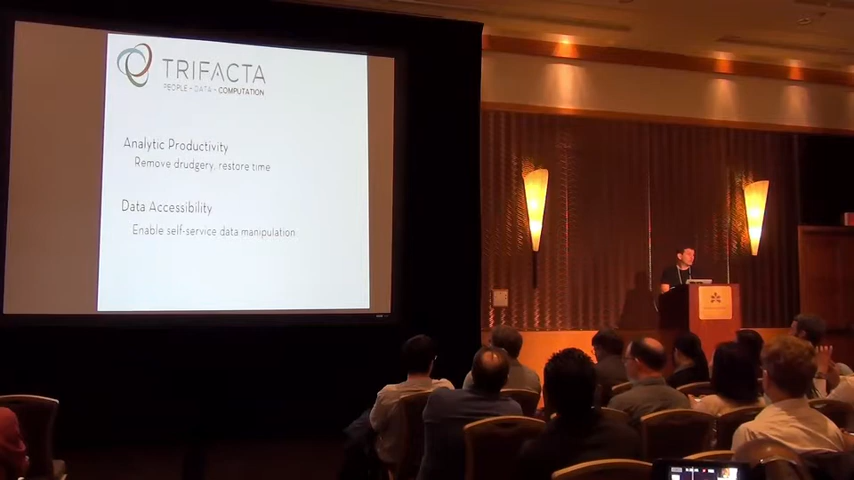 TRIFACTA
PEOPLE • DATA • COMPUTATION
Analytic Productivity
Remove drudgery, restore time
Data Accessibility
Enable self-service data manipulation